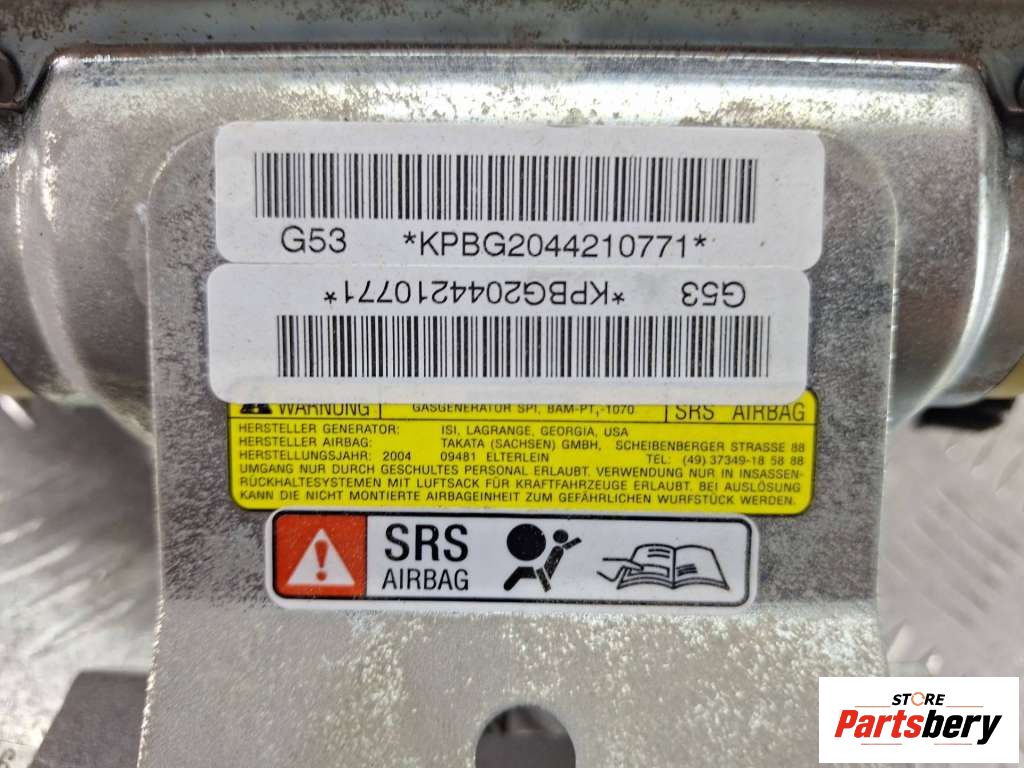 G53 *KPBG2044210771*
G53 *KPBG2044210771*
WARNUNG GASGENERATOR SPI, BAM-PT,-1070 SRS AIRBAG
HERSTELLER GENERATOR: ISI, LAGRANGE, GEORGIA, USA
HERSTELLER AIRBAG: TAKATA (SACHSEN) GMBH, SCHEIBENBERGER STRASSE 88
HERSTELLUNGSJAHR: 2004 09481 ELTERLEIN TEL: (49) 37349-18 58 88
UMGANG NUR DURCH GESCHULTES PERSONAL ERLAUBT. VERWENDUNG NUR IN INSASSEN-
RÜCKHALTESYSTEMEN MIT LUFTSACK FÜR KRAFTFAHRZEUGE ERLAUBT. BEI AUSLÖSUNG
KANN DIE NICHT MONTIERTE AIRBAGEINHEIT ZUM GEFÄHRLICHEN WURFSTÜCK WERDEN.
SRS
AIRBAG
STORE
Partsbery